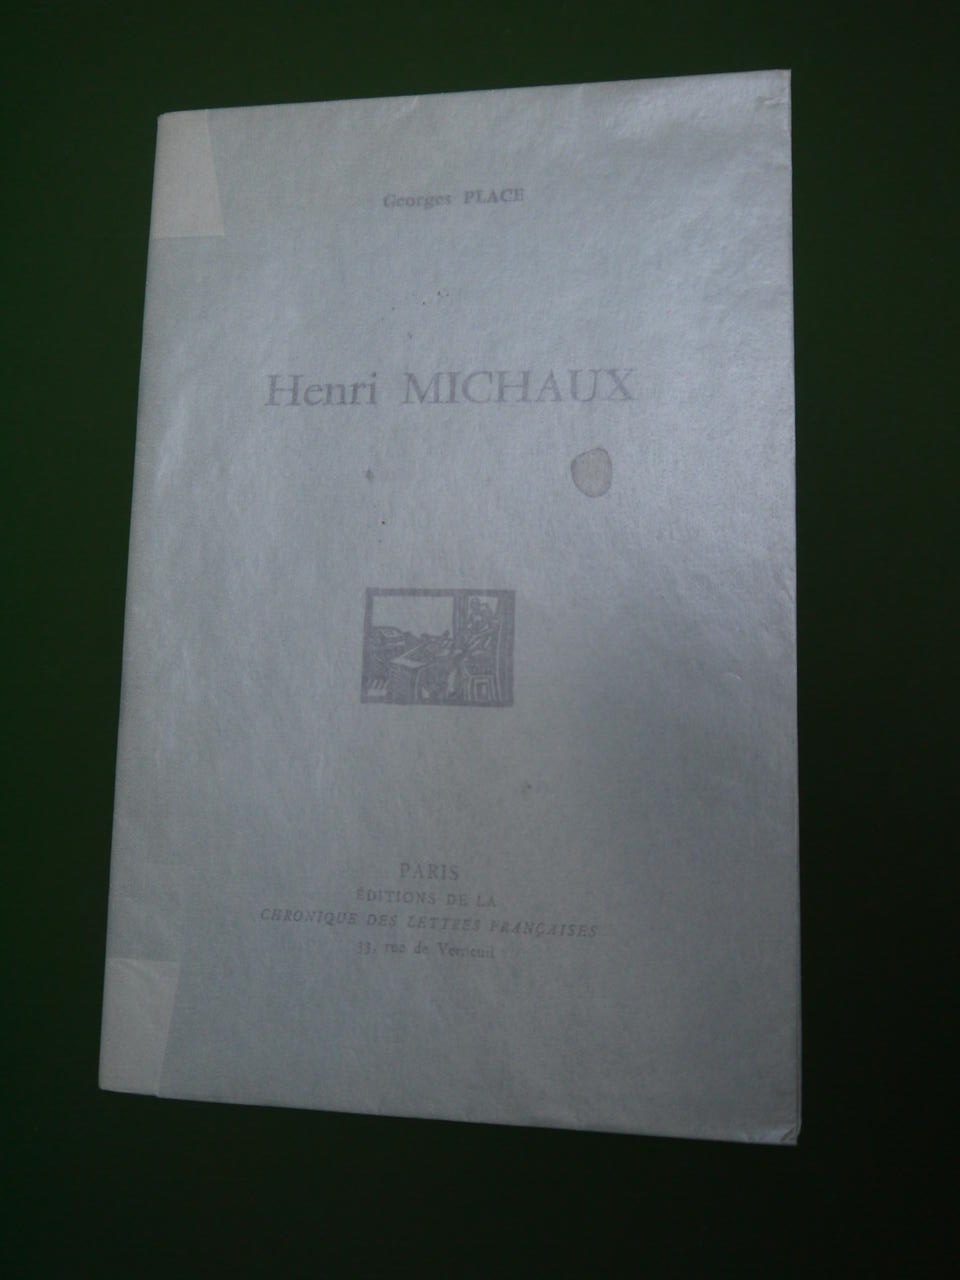 Georges PLACE
Henri MICHAUX
PARIS
ÉDITIONS DE LA
CHRONIQUE DES LETTRES FRANÇAISES
33, rue de Verneuil